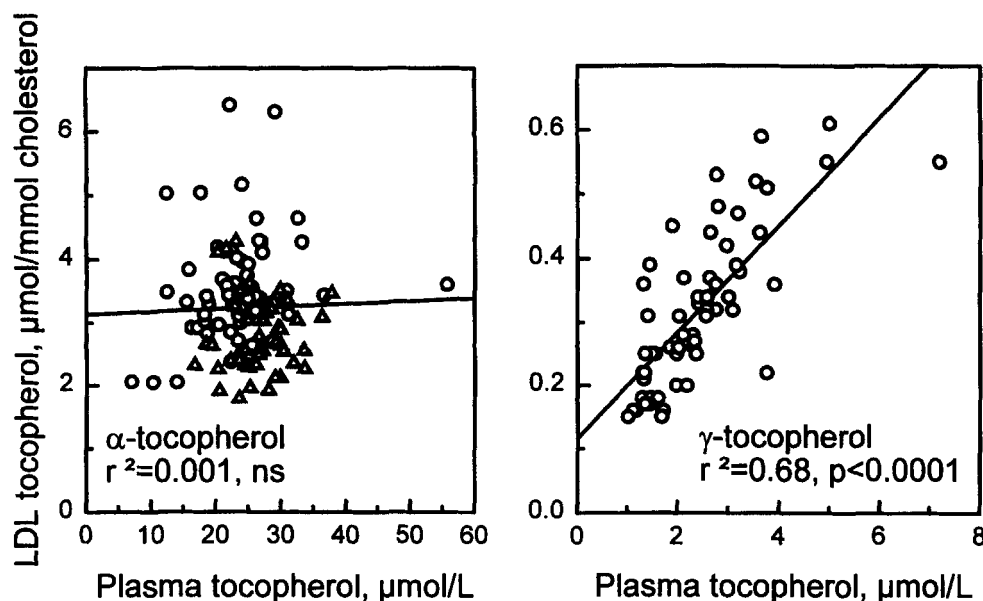 LDL tocopherol, µmol/mmol cholesterol
6
4
2
0
α-tocopherol
r ²=0.001, ns
0 10 20 30 40 50 60
Plasma tocopherol, µmol/L
0.6
0.4
0.2
0.0
γ-tocopherol
r ²=0.68, p<0.0001
0 2 4 6 8
Plasma tocopherol, µmol/L